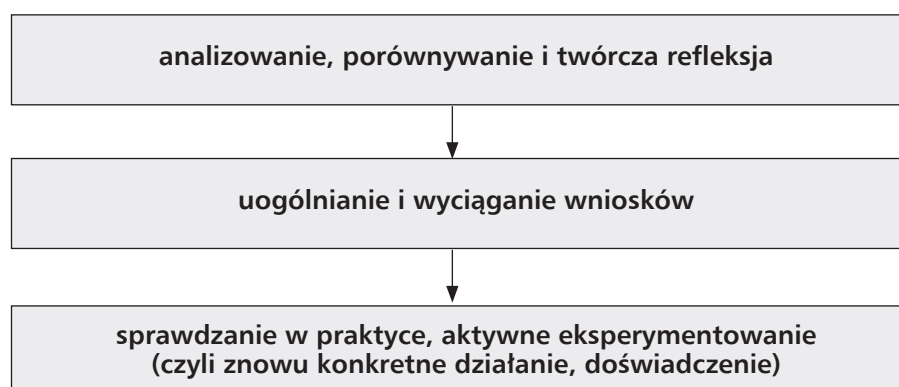 analizowanie, porównywanie i twórcza refleksja
uogólnianie i wyciąganie wniosków
sprawdzanie w praktyce, aktywne eksperymentowanie
(czyli znowu konkretne działanie, doświadczenie)